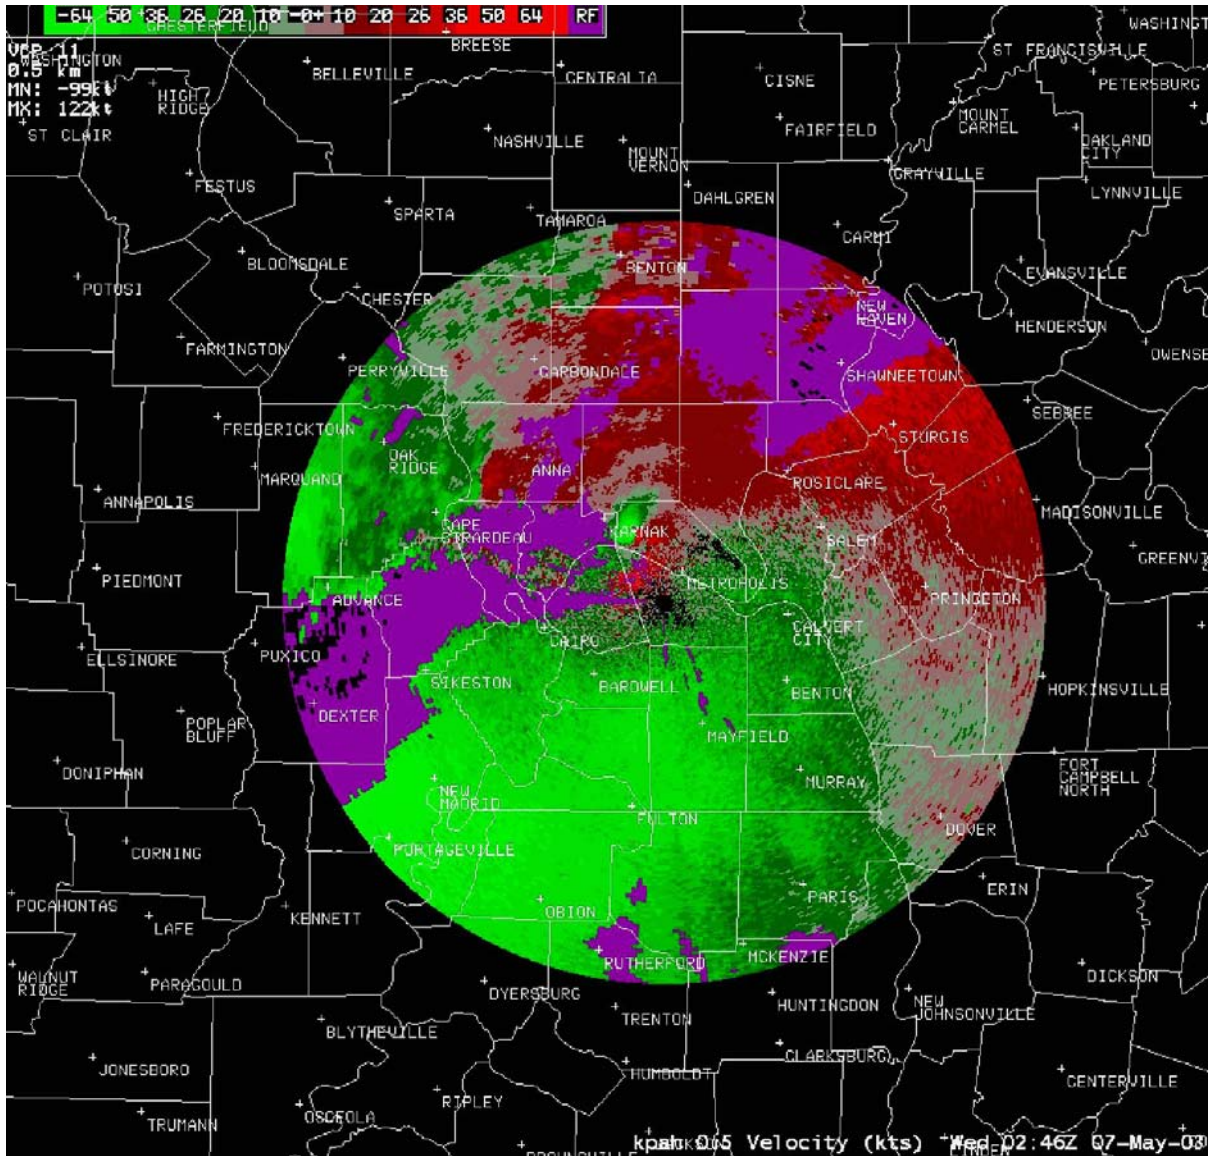 -64 50 36 26 20 10 -0+ 10 20 26 36 50 64 RF
CHESTERFIELD
WASHINGT
BREESE
ST FRANCISVILLE
VCP 11
WASHINGTON
0.5 km
BELLEVILLE
CENTRALIA
CISNE
PETERSBURG
MN: -99kt
HIGH
RIDGE
MX: 122kt
MOUNT
CARMEL
ST CLAIR
NASHVILLE
FAIRFIELD
OAKLAND
CITY
MOUNT
VERNON
GRAYVILLE
FESTUS
DAHLGREN
LYNNVILLE
SPARTA
TAMAROA
CARMI
BLOOMSDALE
BENTON
EVANSVILLE
POTOSI
CHESTER
NEW
HAVEN
HENDERSON
FARMINGTON
OWENSB
PERRYVILLE
CARBONDALE
SHAWNEETOWN
SEBREE
FREDERICKTOWN
STURGIS
OAK
RIDGE
MARQUAND
ANNA
ROSICLARE
ANNAPOLIS
MADISONVILLE
CAPE
GIRARDEAU
KARNAK
SALEM
GREENVI
PIEDMONT
METROPOLIS
ADVANCE
PRINCETON
CALVERT
CITY
CAIRO
ELLSINORE
PUXICO
SIKESTON
BARDWELL
BENTON
HOPKINSVILLE
DEXTER
POPLAR
BLUFF
MAYFIELD
DONIPHAN
FORT
CAMPBELL
NORTH
MURRAY
NEW
MADRID
FULTON
DOVER
CORNING
PORTAGEVILLE
ERIN
PARIS
POCAHONTAS
KENNETT
OBION
LAFE
RUTHERFORD
MCKENZIE
DICKSON
WALNUT
RIDGE
PARAGOULD
DYERSBURG
HUNTINGDON
NEW
JOHNSONVILLE
TRENTON
BLYTHEVILLE
CLARKSBURG
JONESBORO
HUMBOLDT
CENTERVILLE
RIPLEY
OSCEOLA
TRUMANN
kpah 0.5 Velocity (kts) Wed 02:46Z 07-May-03